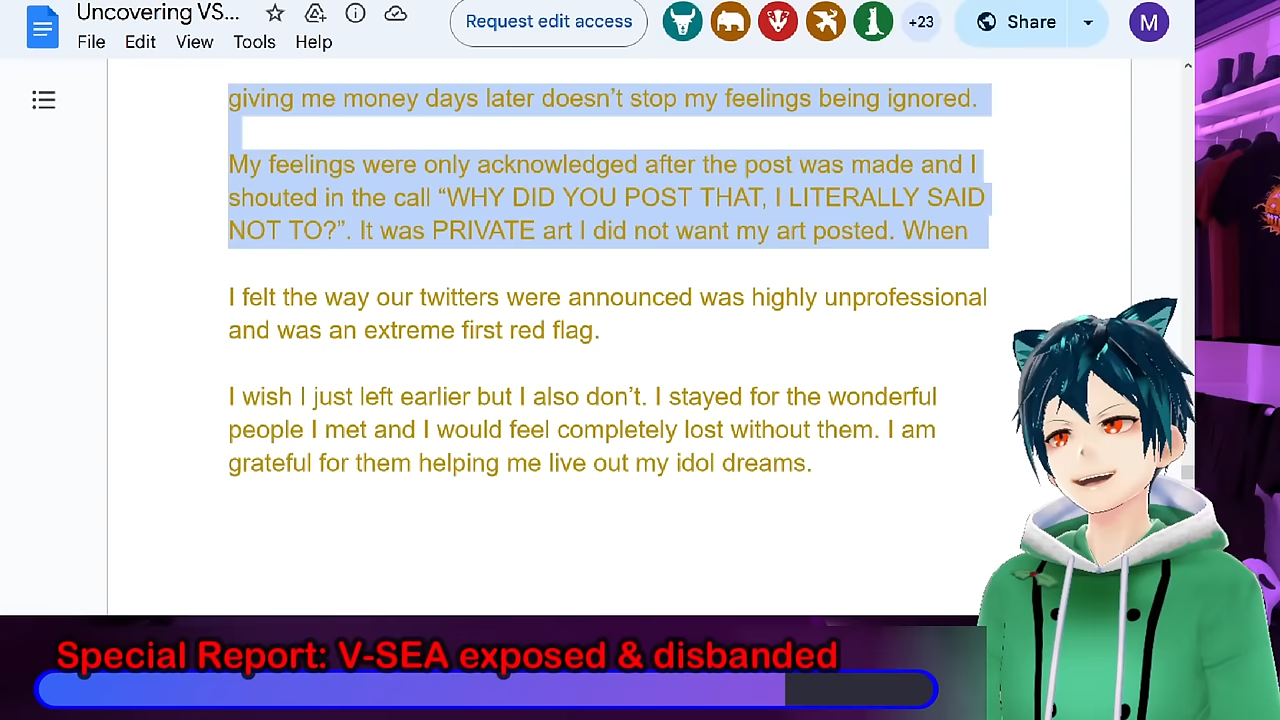 Uncovering VS...
Request edit access
+23
Share
M
File Edit View Tools Help
giving me money days later doesn’t stop my feelings being ignored.
My feelings were only acknowledged after the post was made and I
shouted in the call “WHY DID YOU POST THAT, I LITERALLY SAID
NOT TO?”. It was PRIVATE art I did not want my art posted. When
I felt the way our twitters were announced was highly unprofessional
and was an extreme first red flag.
I wish I just left earlier but I also don’t. I stayed for the wonderful
people I met and I would feel completely lost without them. I am
grateful for them helping me live out my idol dreams.
Special Report: V-SEA exposed & disbanded